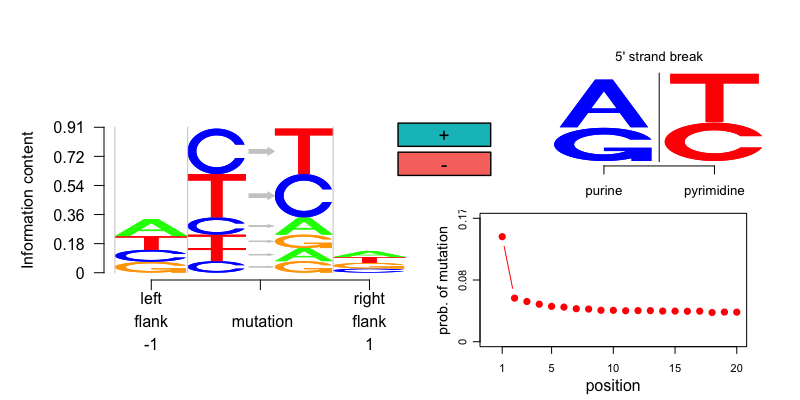 5' strand break
A T
G C
purine pyrimidine
+
-
Information content
0.91
0.72
0.54
0.36
0.18
0
C T
T C
C A
T G
T A
C G
A
T
C
G
A
T
G
C
left right
flank mutation flank
-1 1
prob. of mutation
0.17
0.08
0
1 5 10 15 20
position